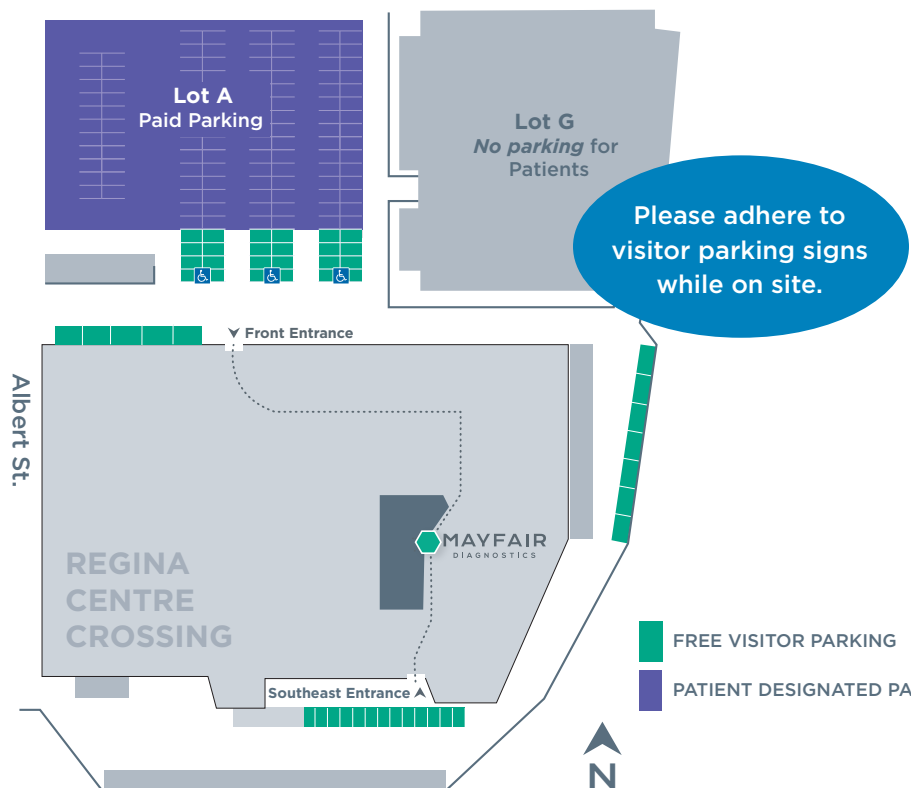 Lot A
Paid Parking
Lot G
No parking for
Patients
Please adhere to
visitor parking signs
while on site.
Front Entrance
Albert St.
MAYFAIR
DIAGNOSTICS
REGINA
CENTRE
CROSSING
FREE VISITOR PARKING
PATIENT DESIGNATED PA
Southeast Entrance
N